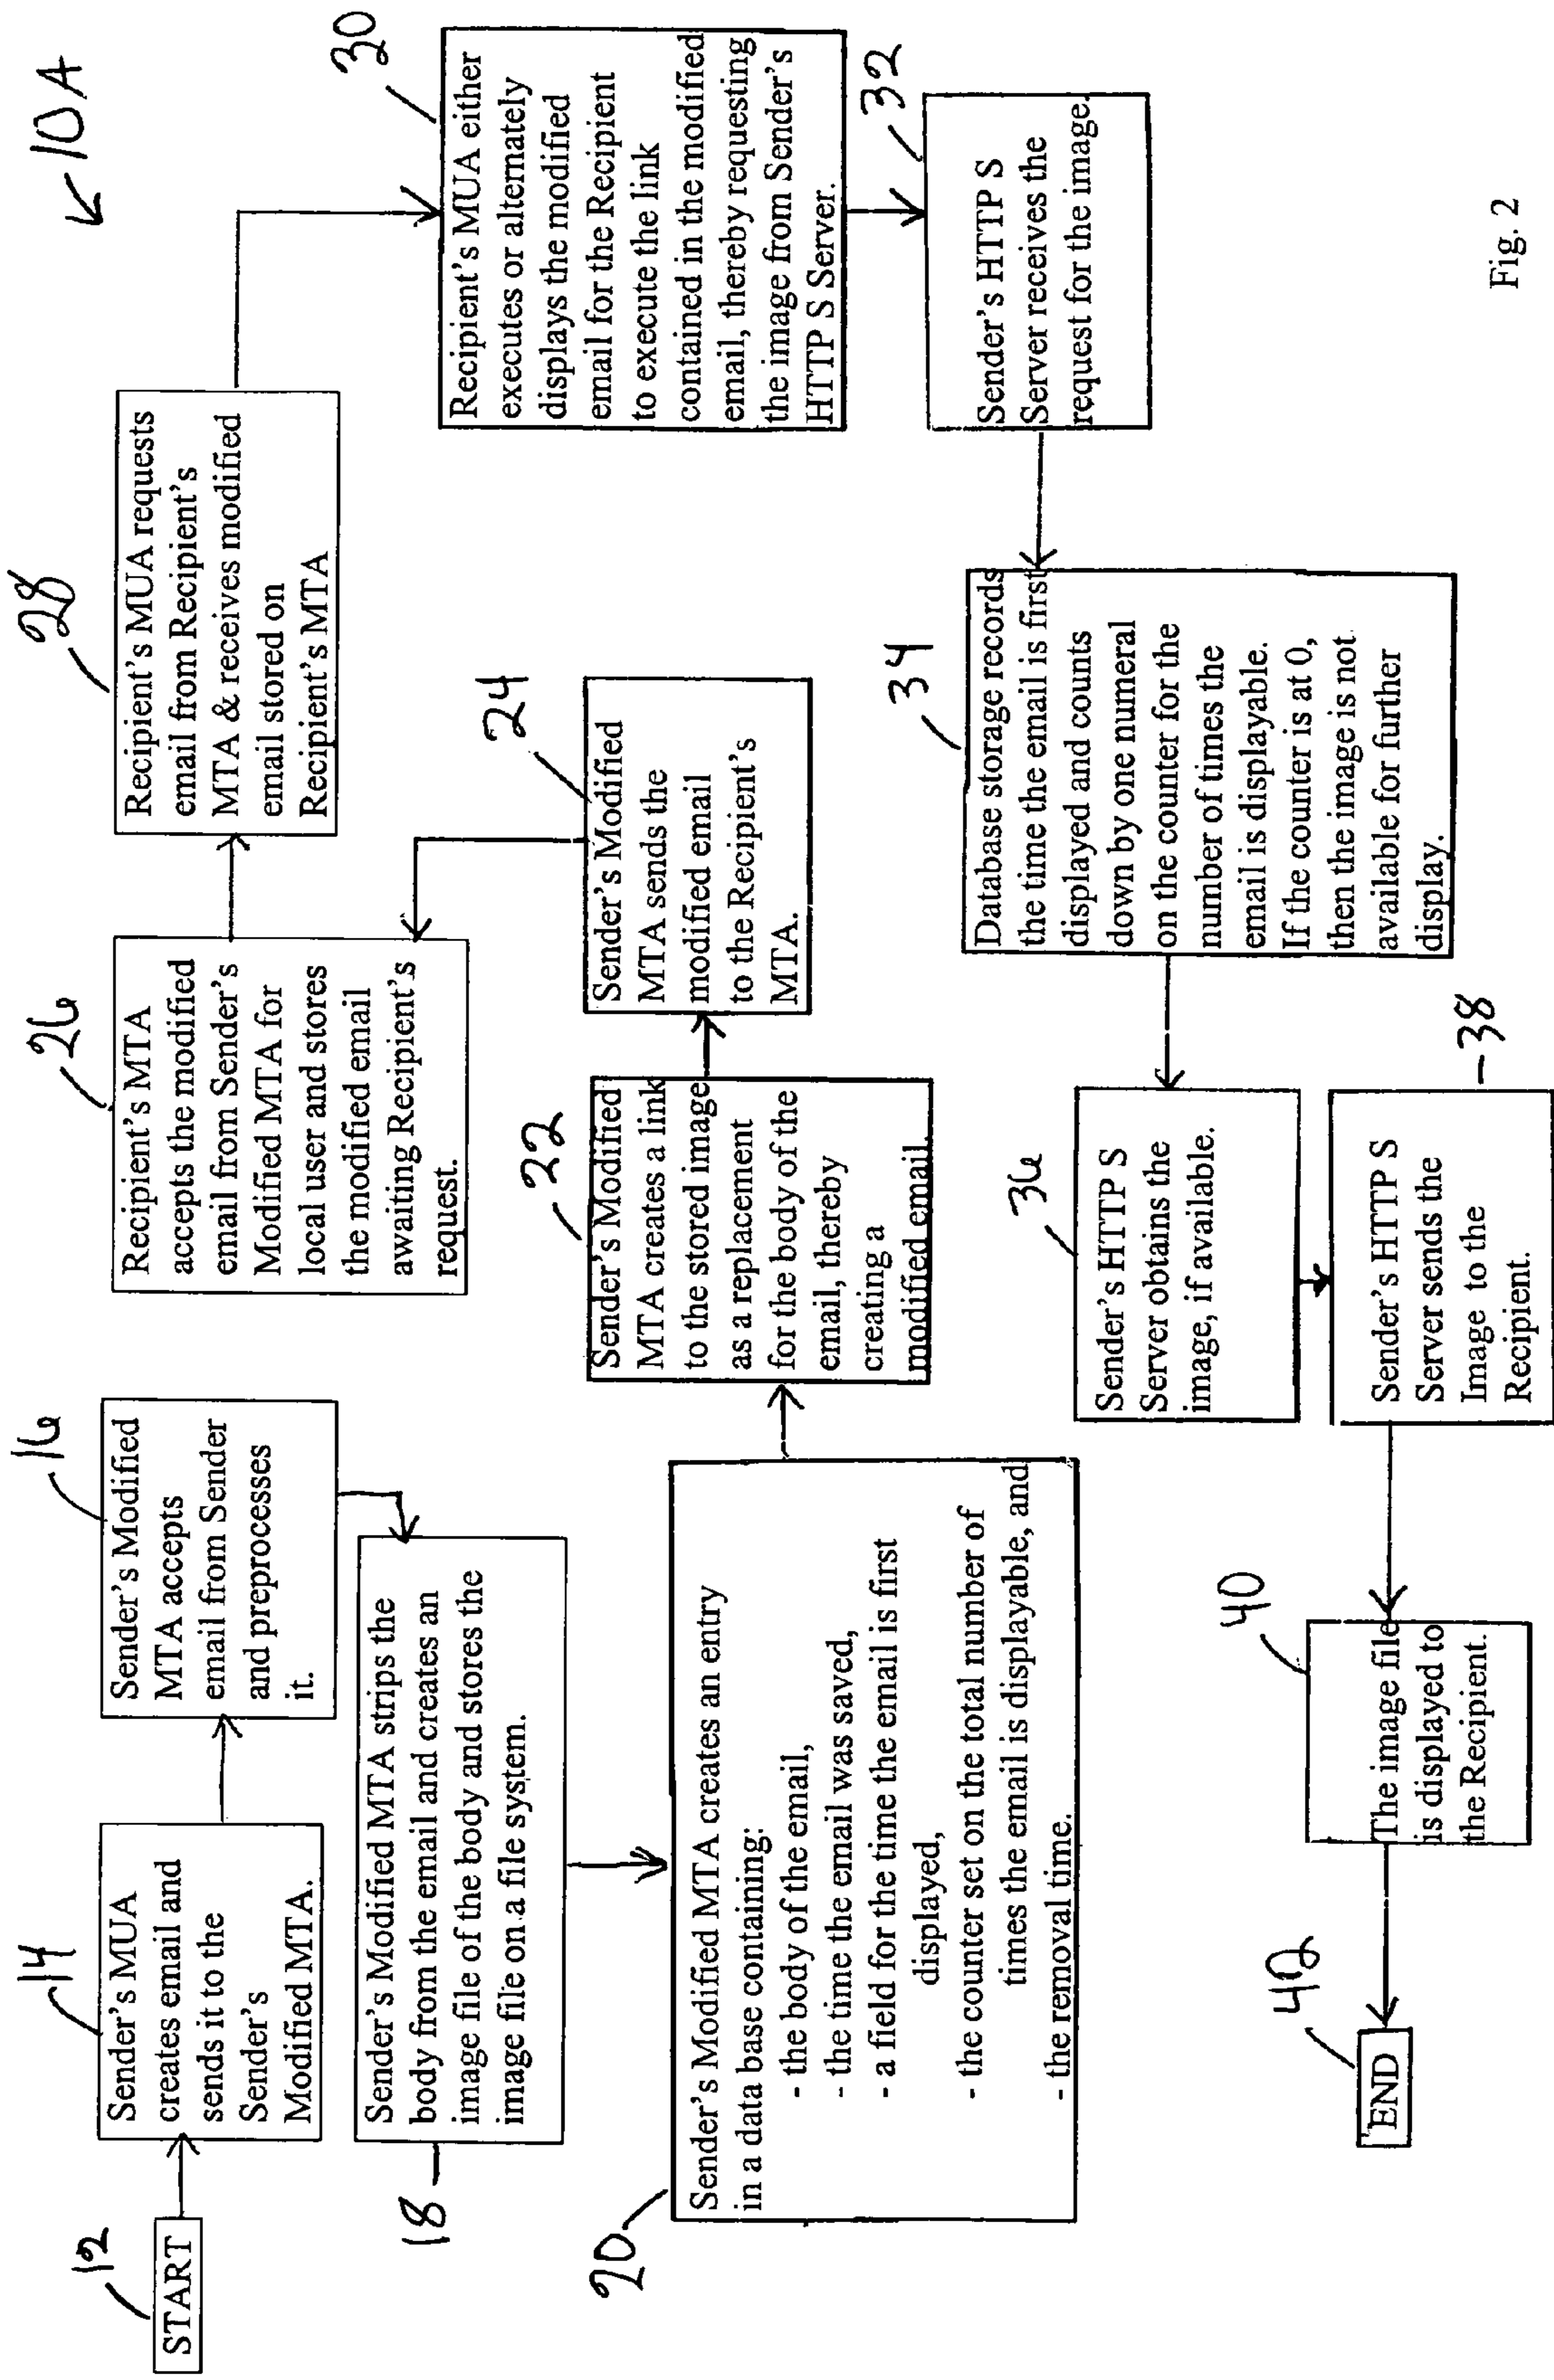 10A
12
START
14
Sender's MUA
creates email and
sends it to the
Sender's
Modified MTA.
16
Sender's Modified
MTA accepts
email from Sender
and preprocesses
it.
18
Sender's Modified MTA strips the
body from the email and creates an
image file of the body and stores the
image file on a file system.
20
Sender's Modified MTA creates an entry
in a data base containing:
- the body of the email,
- the time the email was saved,
- a field for the time the email is first
displayed,
- the counter set on the total number of
times the email is displayable, and
- the removal time.
22
Sender's Modified
MTA creates a link
to the stored image
as a replacement
for the body of the
email, thereby
creating a
modified email.
24
Sender's Modified
MTA sends the
modified email
to the Recipient's
MTA.
26
Recipient's MTA
accepts the modified
email from Sender's
Modified MTA for
local user and stores
the modified email
awaiting Recipient's
request.
28
Recipient's MUA requests
email from Recipient's
MTA & receives modified
email stored on
Recipient's MTA
30
Recipient's MUA either
executes or alternately
displays the modified
email for the Recipient
to execute the link
contained in the modified
email, thereby requesting
the image from Sender's
HTTP S Server.
32
Sender's HTTP S
Server receives the
request for the image.
34
Database storage records
the time the email is first
displayed and counts
down by one numeral
on the counter for the
number of times the
email is displayable.
If the counter is at 0,
then the image is not
available for further
display.
36
Sender's HTTP S
Server obtains the
image, if available.
38
Sender's HTTP S
Server sends the
Image to the
Recipient.
40
The image file
is displayed to
the Recipient.
42
END
Fig. 2